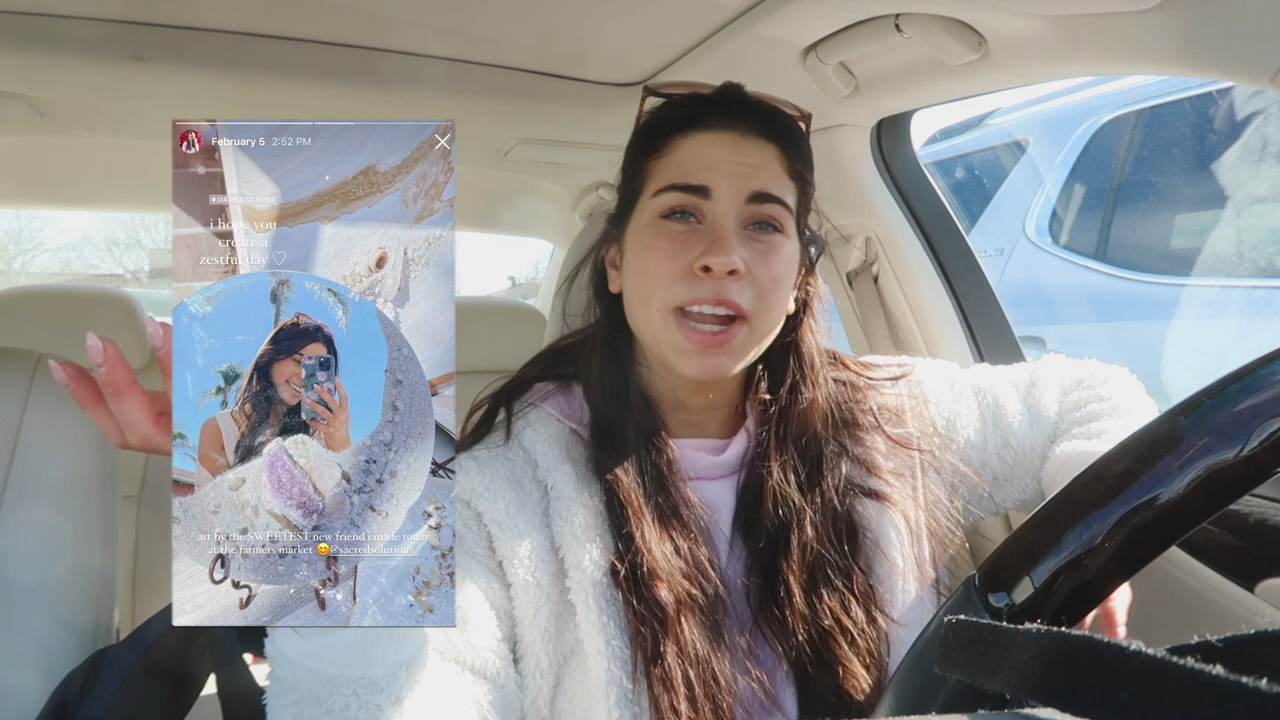 February 5 2:52 PM
i hope you
create a
zestful day ♡
art by the SWEETEST new friend i made today
at the farmers market 😊@sacredsolutions_